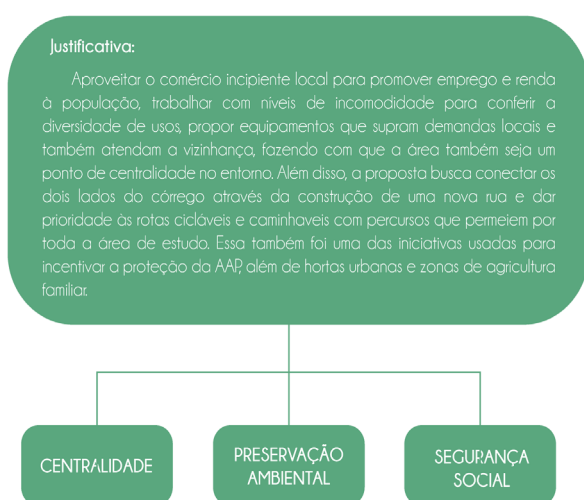 Justificativa:
Aproveitar o comércio incipiente local para promover emprego e renda
à população, trabalhar com níveis de incomodidade para conferir a
diversidade de usos, propor equipamentos que supram demandas locais e
também atendam a vizinhança, fazendo com que a área também seja um
ponto de centralidade no entorno. Além disso, a proposta busca conectar os
dois lados do córrego através da construção de uma nova rua e dar
prioridade às rotas cicláveis e caminhaveis com percursos que permeiem por
toda a área de estudo. Essa também foi uma das iniciativas usadas para
incentivar a proteção da AAP, além de hortas urbanas e zonas de agricultura
familiar.
CENTRALIDADE
PRESERVAÇÃO
AMBIENTAL
SEGURANÇA
SOCIAL